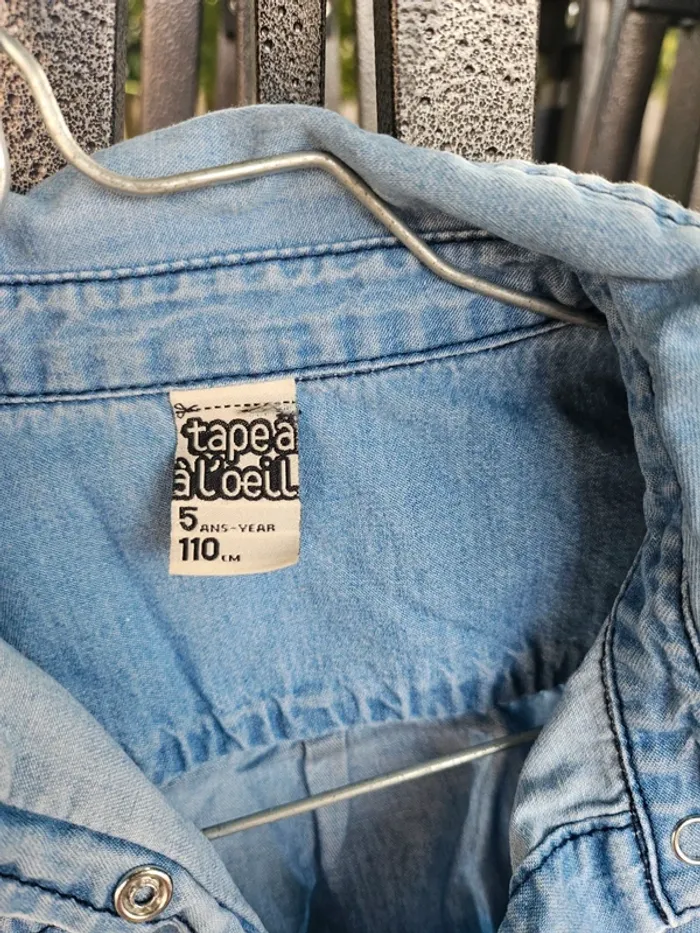 tape à
à l'oeil
5 ANS-YEAR
110 CM